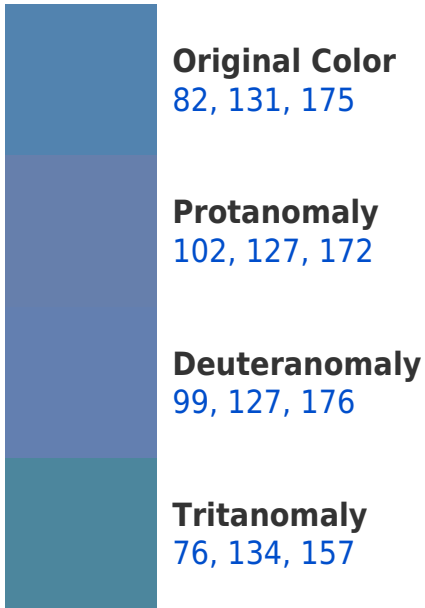 Original Color
82, 131, 175
Protanomaly
102, 127, 172
Deuteranomaly
99, 127, 176
Tritanomaly
76, 134, 157